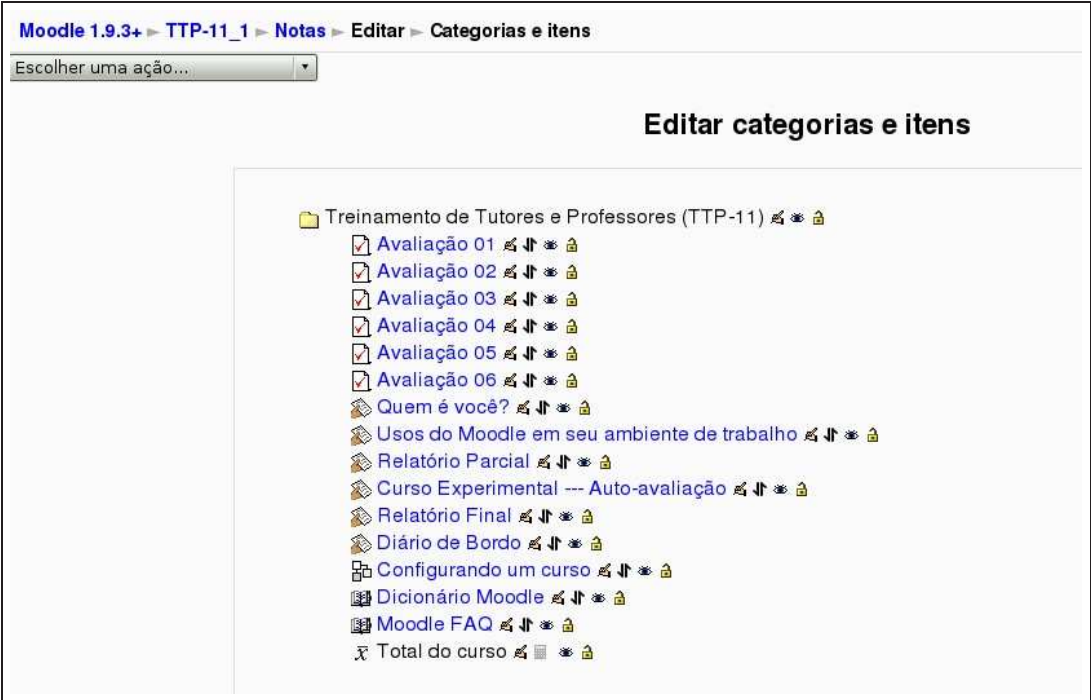 Moodle 1.9.3+ ► TTP-11_1 ► Notas ► Editar ► Categorias e itens
Escolher uma ação...
Editar categorias e itens
Treinamento de Tutores e Professores (TTP-11)
Avaliação 01
Avaliação 02
Avaliação 03
Avaliação 04
Avaliação 05
Avaliação 06
Quem é você?
Usos do Moodle em seu ambiente de trabalho
Relatório Parcial
Curso Experimental --- Auto-avaliação
Relatório Final
Diário de Bordo
Configurando um curso
Dicionário Moodle
Moodle FAQ
x̅ Total do curso